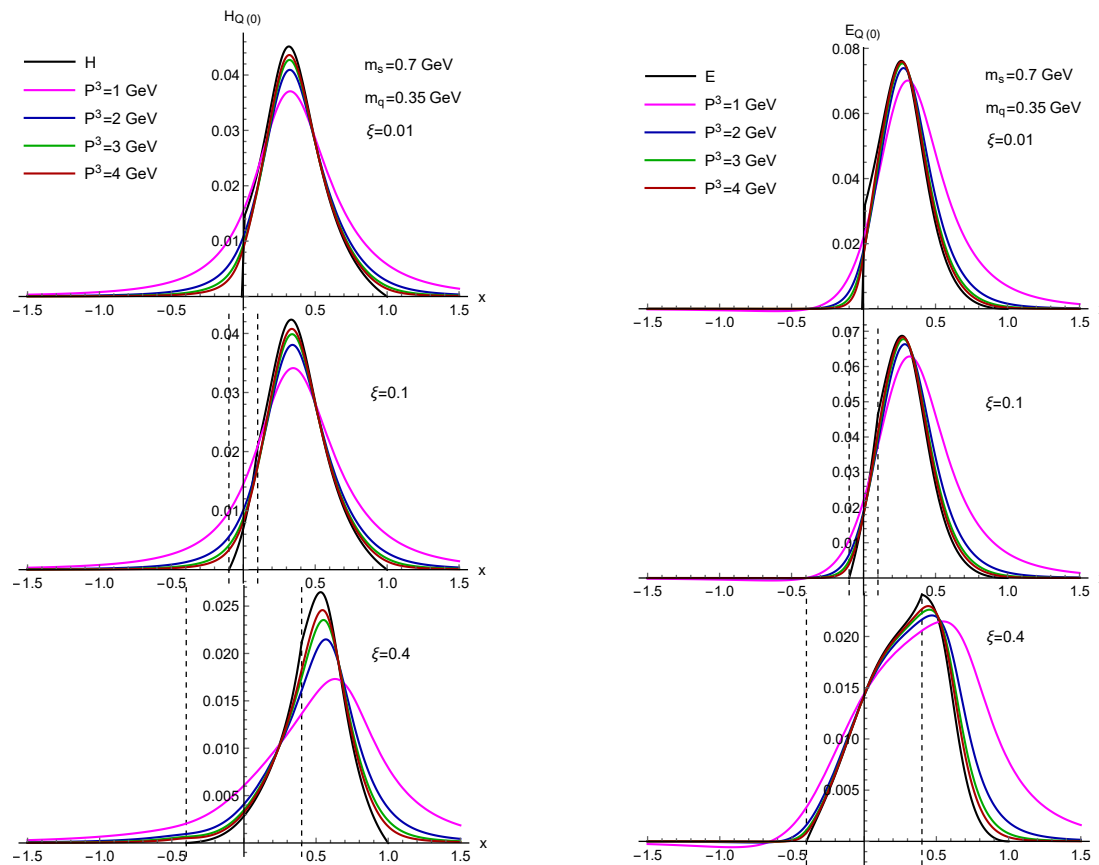 H_Q (0)
H
P^3=1 GeV
P^3=2 GeV
P^3=3 GeV
P^3=4 GeV
m_s=0.7 GeV
m_q=0.35 GeV
ξ=0.01
0.04
0.03
0.02
0.01
−1.5 −1.0 −0.5 0.5 1.0 1.5 x
ξ=0.1
0.04
0.03
0.02
0.01
−1.5 −1.0 −0.5 0.5 1.0 1.5 x
ξ=0.4
0.025
0.020
0.015
0.010
0.005
−1.5 −1.0 −0.5 0.5 1.0 1.5 x
E_Q (0)
E
P^3=1 GeV
P^3=2 GeV
P^3=3 GeV
P^3=4 GeV
m_s=0.7 GeV
m_q=0.35 GeV
ξ=0.01
0.08
0.06
0.04
0.02
−1.5 −1.0 −0.5 0.5 1.0 1.5
ξ=0.1
0.07
0.06
0.05
0.04
0.03
0.02
0.0
−1.5 −1.0 −0.5 0.5 1.0 1.5
ξ=0.4
0.020
0.015
0.010
0.005
−1.5 −1.0 −0.5 0.5 1.0 1.5